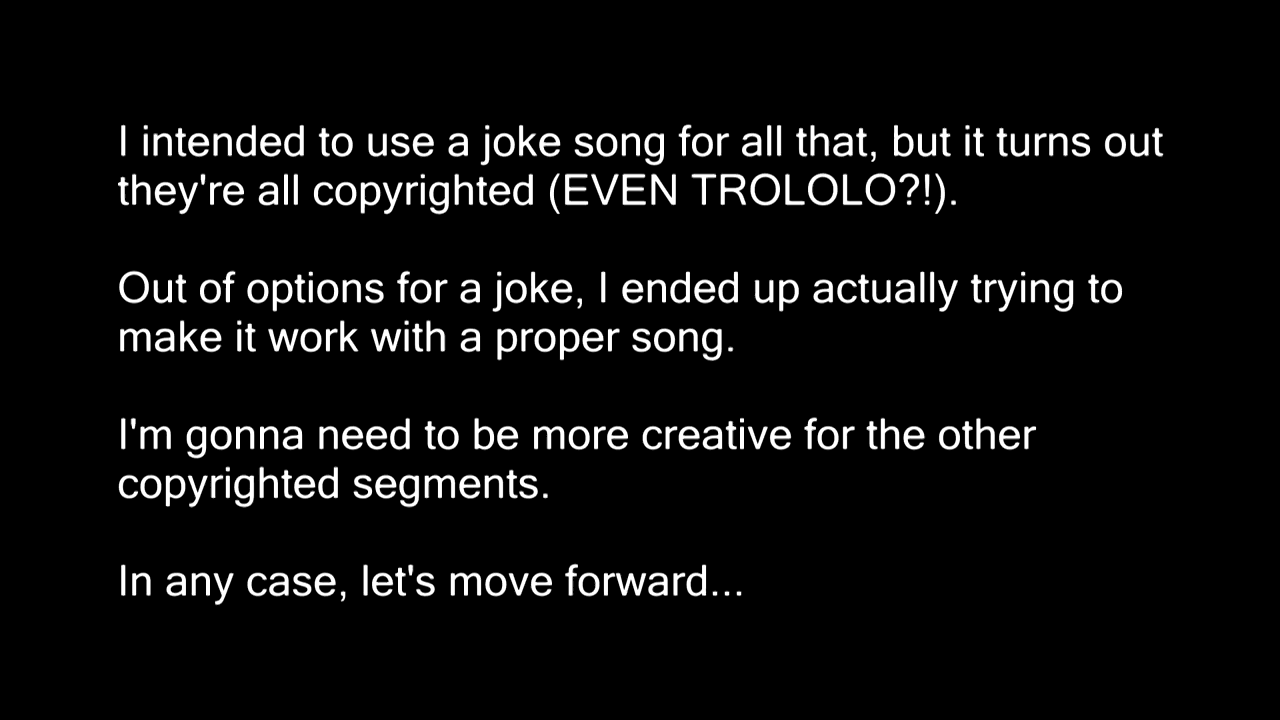 I intended to use a joke song for all that, but it turns out
they're all copyrighted (EVEN TROLOLO?!).
Out of options for a joke, I ended up actually trying to
make it work with a proper song.
I'm gonna need to be more creative for the other
copyrighted segments.
In any case, let's move forward...